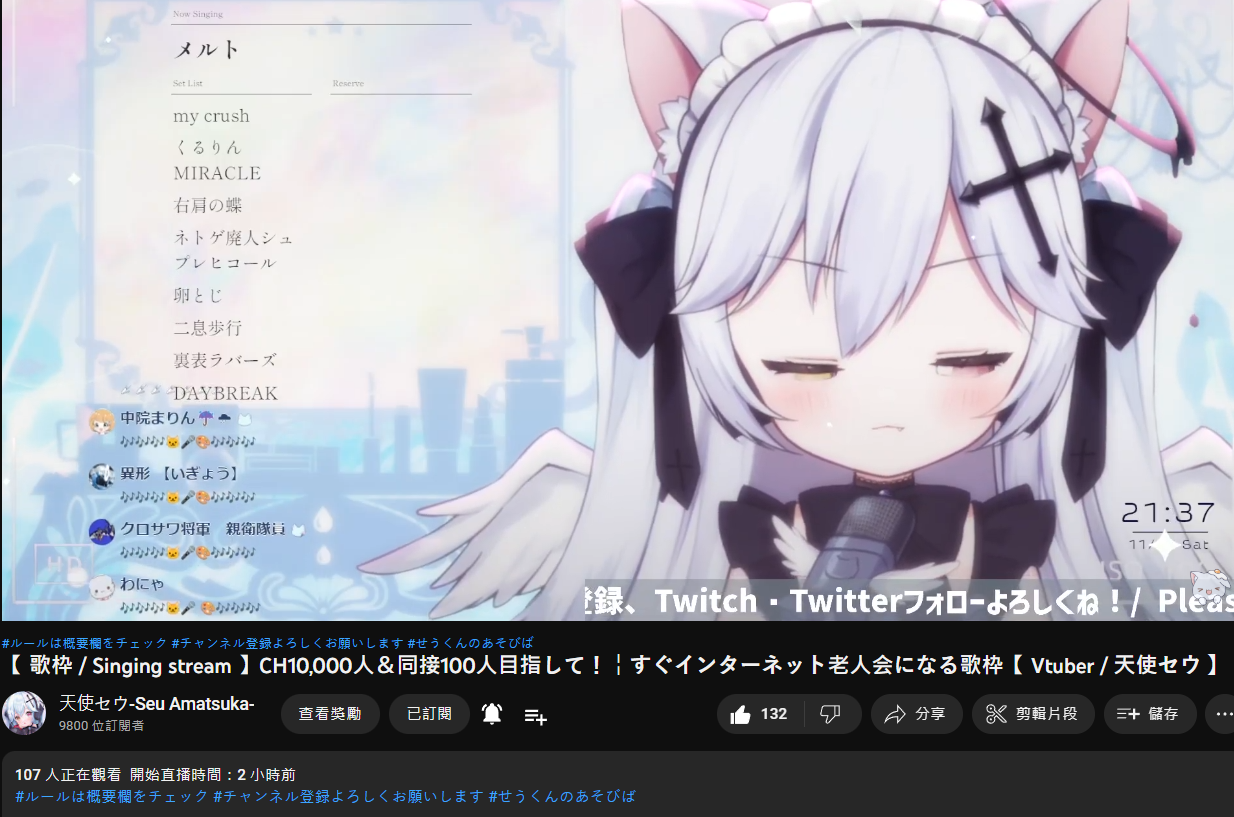 Now Singing
メルト
Set List
Reserve
my crush
くるりん
MIRACLE
右肩の蝶
ネトゲ廃人シュ
プレヒコール
卵とじ
二息歩行
裏表ラバーズ
DAYBREAK
中院まりん☂️☁️
🎶🎶🎶🐱🎤🎨🎶🎶🎶
異形 【いぎょう】
🎶🎶🎶🐱🎤🎨🎶🎶🎶
クロサワ将軍 親衛隊員
🎶🎶🎶🐱🎤🎨🎶🎶🎶
わにゃ
🎶🎶🎶🐱🎤 🎨🎶🎶🎶
HD
21:37
Sat
登録、Twitch・Twitterフォローよろしくね！/ Pleas
#ルールは概要欄をチェック #チャンネル登録よろしくお願いします #せうくんのあそびば
【 歌枠 / Singing stream 】CH10,000人＆同接100人目指して！¦ すぐインターネット老人会になる歌枠【 Vtuber / 天使セウ 】
天使セウ-Seu Amatsuka-
9800 位訂閱者
查看獎勵
已訂閱
132
分享
剪輯片段
儲存
107 人正在觀看 開始直播時間：2 小時前
#ルールは概要欄をチェック #チャンネル登録よろしくお願いします #せうくんのあそびば